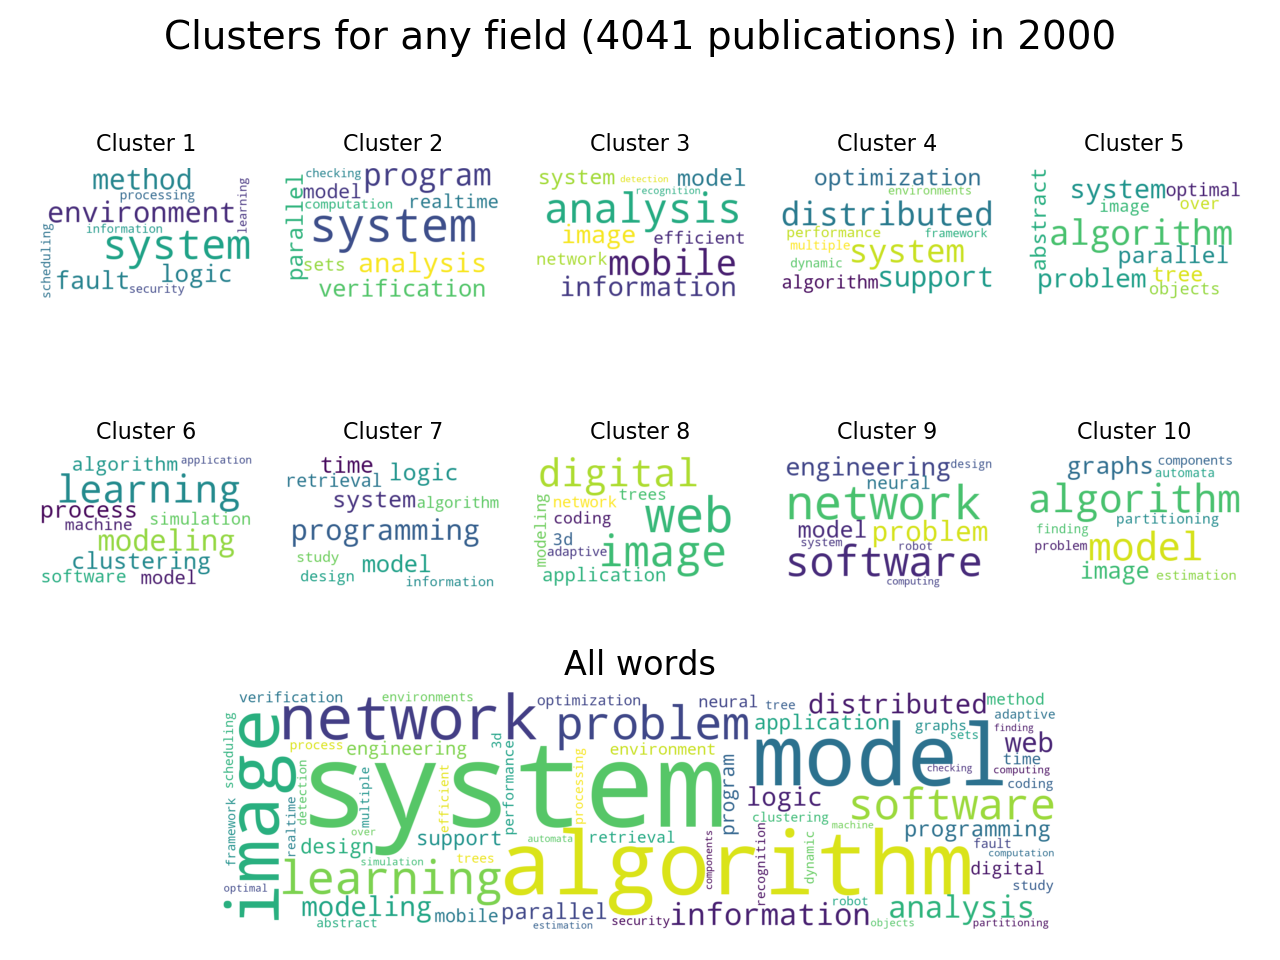 Clusters for any field (4041 publications) in 2000
Cluster 1
method
processing
environment
learning
information
system
scheduling
fault
logic
security
Cluster 2
checking
program
model
computation
realtime
parallel
system
sets
analysis
verification
Cluster 3
system
detection
model
recognition
analysis
image
efficient
network
mobile
information
Cluster 4
optimization
environments
distributed
performance
framework
multiple
system
dynamic
algorithm
support
Cluster 5
abstract
system
optimal
image
over
algorithm
parallel
problem
tree
objects
Cluster 6
algorithm
application
learning
process
machine
simulation
modeling
clustering
software
model
Cluster 7
time
retrieval
logic
system
algorithm
programming
study
model
design
information
Cluster 8
digital
network
trees
modeling
coding
web
3d
adaptive
image
application
Cluster 9
engineering
design
neural
network
model
problem
system
robot
software
computing
Cluster 10
graphs
components
automata
algorithm
partitioning
finding
problem
model
image
estimation
All words
verification
environments
optimization
neural
tree
distributed
method
adaptive
network
problem
application
graphs
sets
finding
web
scheduling
image
process
engineering
3d
environment
model
time
checking
computing
coding
system
performance
processing
program
detection
multiple
efficient
logic
software
framework
realtime
over
support
automata
retrieval
clustering
machine
programming
fault
computation
design
simulation
trees
algorithm
components
recognition
dynamic
digital
study
optimal
learning
modeling
abstract
mobile
parallel
estimation
security
information
robot
objects
analysis
partitioning